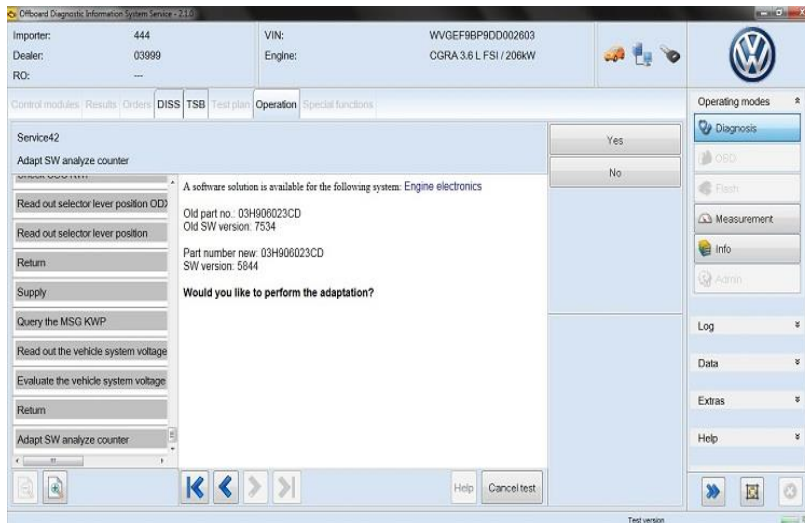 Offboard Diagnostic Information System Service - 2.1.0
Importer: 444
Dealer: 03999
RO: ---
VIN: WVGEF9BP9DD002603
Engine: CGRA 3.6 L FSI / 206kW
Control modules Results Orders DISS TSB Test plan Operation Special functions
Service42
Adapt SW analyze counter
Yes
No
Read out selector lever position ODX
Read out selector lever position
Return
Supply
Query the MSG KWP
Read out the vehicle system voltage
Evaluate the vehicle system voltage
Return
Adapt SW analyze counter
A software solution is available for the following system: Engine electronics
Old part no.: 03H906023CD
Old SW version: 7534
Part number new: 03H906023CD
SW version: 5844
Would you like to perform the adaptation?
Help
Cancel test
Operating modes
Diagnosis
OBD
Flash
Measurement
Info
Admin
Log
Data
Extras
Help
Test version